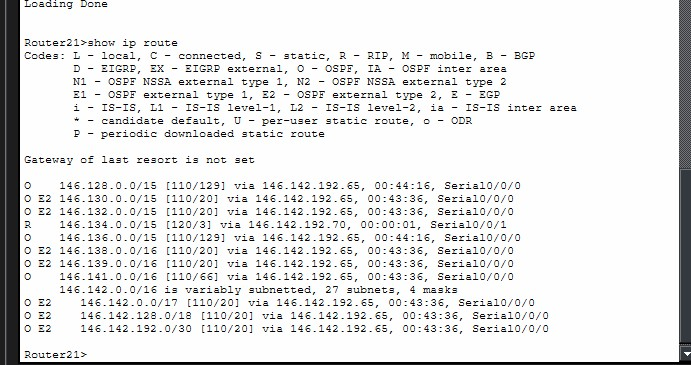 Loading Done
Router21>show ip route
Codes: L - local, C - connected, S - static, R - RIP, M - mobile, B - BGP
D - EIGRP, EX - EIGRP external, O - OSPF, IA - OSPF inter area
N1 - OSPF NSSA external type 1, N2 - OSPF NSSA external type 2
E1 - OSPF external type 1, E2 - OSPF external type 2, E - EGP
i - IS-IS, L1 - IS-IS level-1, L2 - IS-IS level-2, ia - IS-IS inter area
* - candidate default, U - per-user static route, o - ODR
P - periodic downloaded static route
Gateway of last resort is not set
O 146.128.0.0/15 [110/129] via 146.142.192.65, 00:44:16, Serial0/0/0
O E2 146.130.0.0/15 [110/20] via 146.142.192.65, 00:43:36, Serial0/0/0
O E2 146.132.0.0/15 [110/20] via 146.142.192.65, 00:43:36, Serial0/0/0
R 146.134.0.0/15 [120/3] via 146.142.192.70, 00:00:01, Serial0/0/1
O 146.136.0.0/15 [110/129] via 146.142.192.65, 00:44:16, Serial0/0/0
O E2 146.138.0.0/16 [110/20] via 146.142.192.65, 00:43:36, Serial0/0/0
O E2 146.139.0.0/16 [110/20] via 146.142.192.65, 00:43:36, Serial0/0/0
O 146.141.0.0/16 [110/66] via 146.142.192.65, 00:43:36, Serial0/0/0
146.142.0.0/16 is variably subnetted, 27 subnets, 4 masks
O E2 146.142.0.0/17 [110/20] via 146.142.192.65, 00:43:36, Serial0/0/0
O E2 146.142.128.0/18 [110/20] via 146.142.192.65, 00:43:36, Serial0/0/0
O E2 146.142.192.0/30 [110/20] via 146.142.192.65, 00:43:36, Serial0/0/0
Router21>